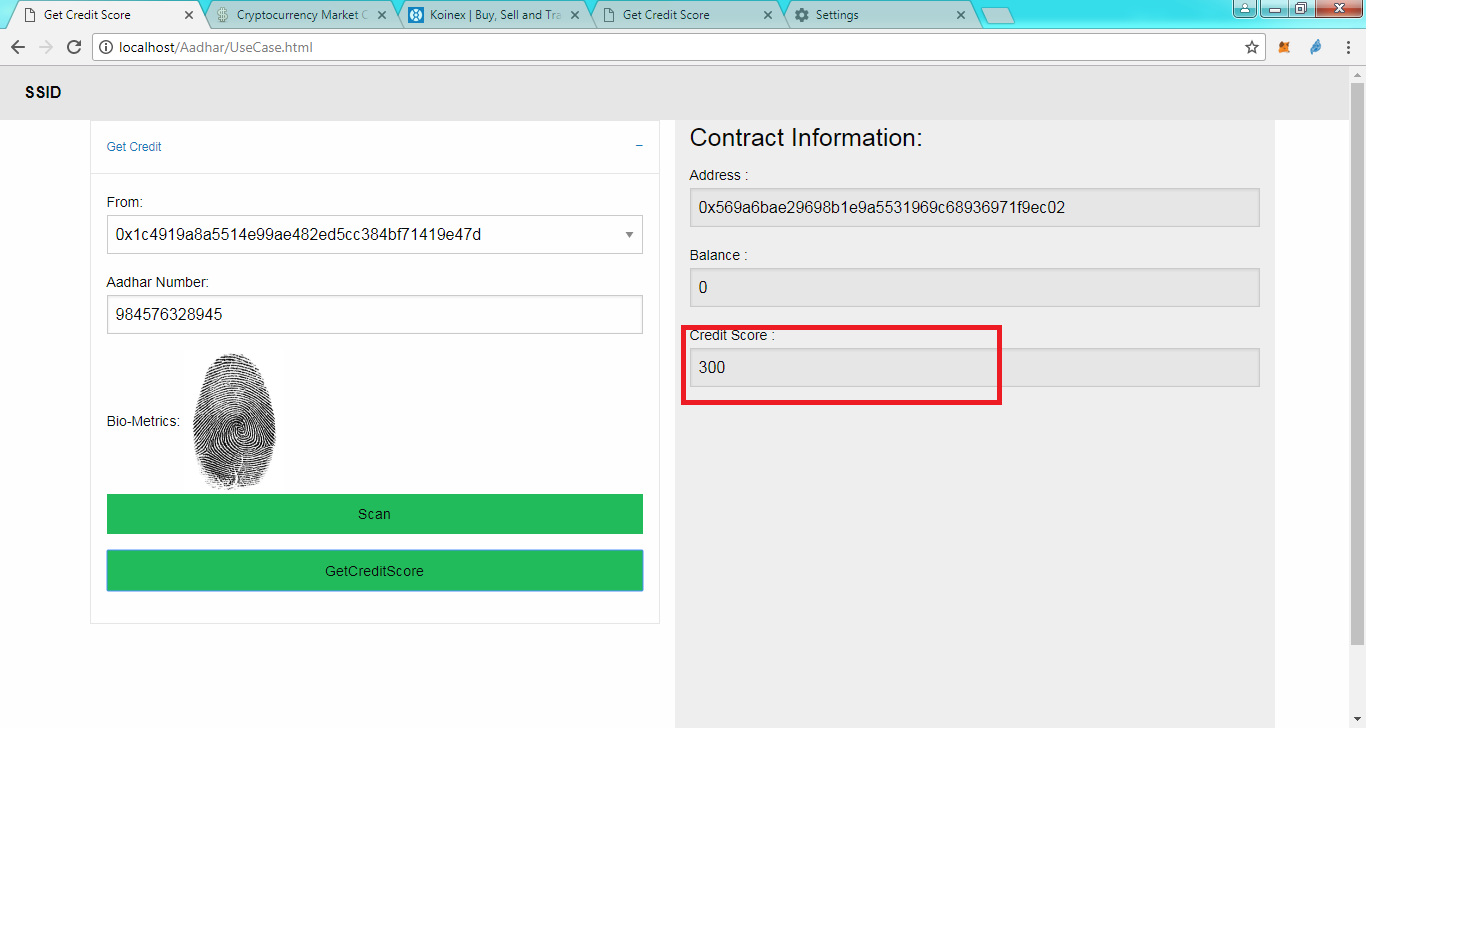 Get Credit Score
Cryptocurrency Market C
Koinex | Buy, Sell and Tra
Get Credit Score
Settings
localhost/Aadhar/UseCase.html
SSID
Get Credit
From:
0x1c4919a8a5514e99ae482ed5cc384bf71419e47d
Aadhar Number:
984576328945
Bio-Metrics:
Scan
GetCreditScore
Contract Information:
Address :
0x569a6bae29698b1e9a5531969c68936971f9ec02
Balance :
0
Credit Score :
300